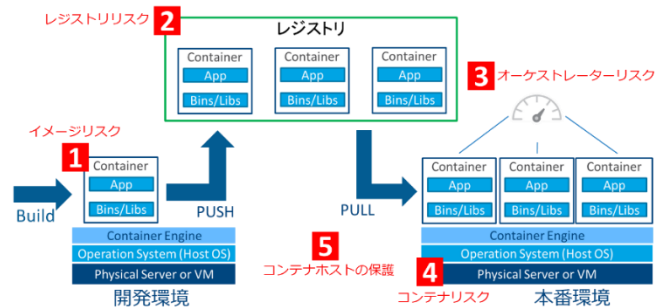 レジストリリスク
2
レジストリ
Container
App
Bins/Libs
Container
App
Bins/Libs
Container
App
Bins/Libs
3
オーケストレーターリスク
イメージリスク
1
Container
App
Bins/Libs
Build
PUSH
PULL
Container
App
Bins/Libs
Container
App
Bins/Libs
Container
App
Bins/Libs
Container Engine
Operation System (Host OS)
Physical Server or VM
開発環境
5
コンテナホストの保護
Container Engine
Operation System (Host OS)
Physical Server or VM
4
コンテナリスク
本番環境